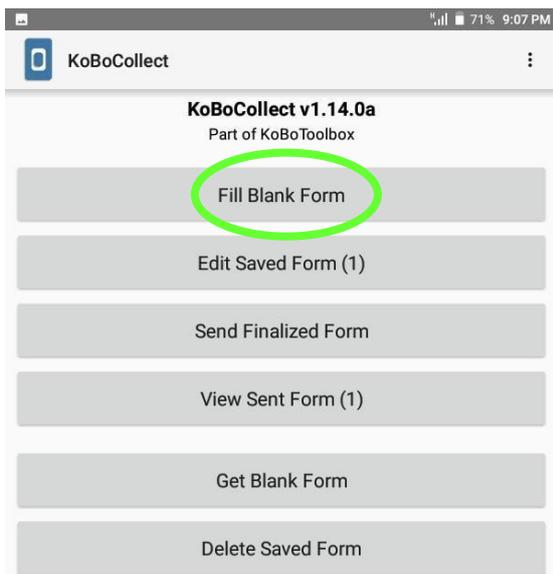 H 71% 9:07 PM
KoBoCollect
KoBoCollect v1.14.0a
Part of KoBoToolbox
Fill Blank Form
Edit Saved Form (1)
Send Finalized Form
View Sent Form (1)
Get Blank Form
Delete Saved Form